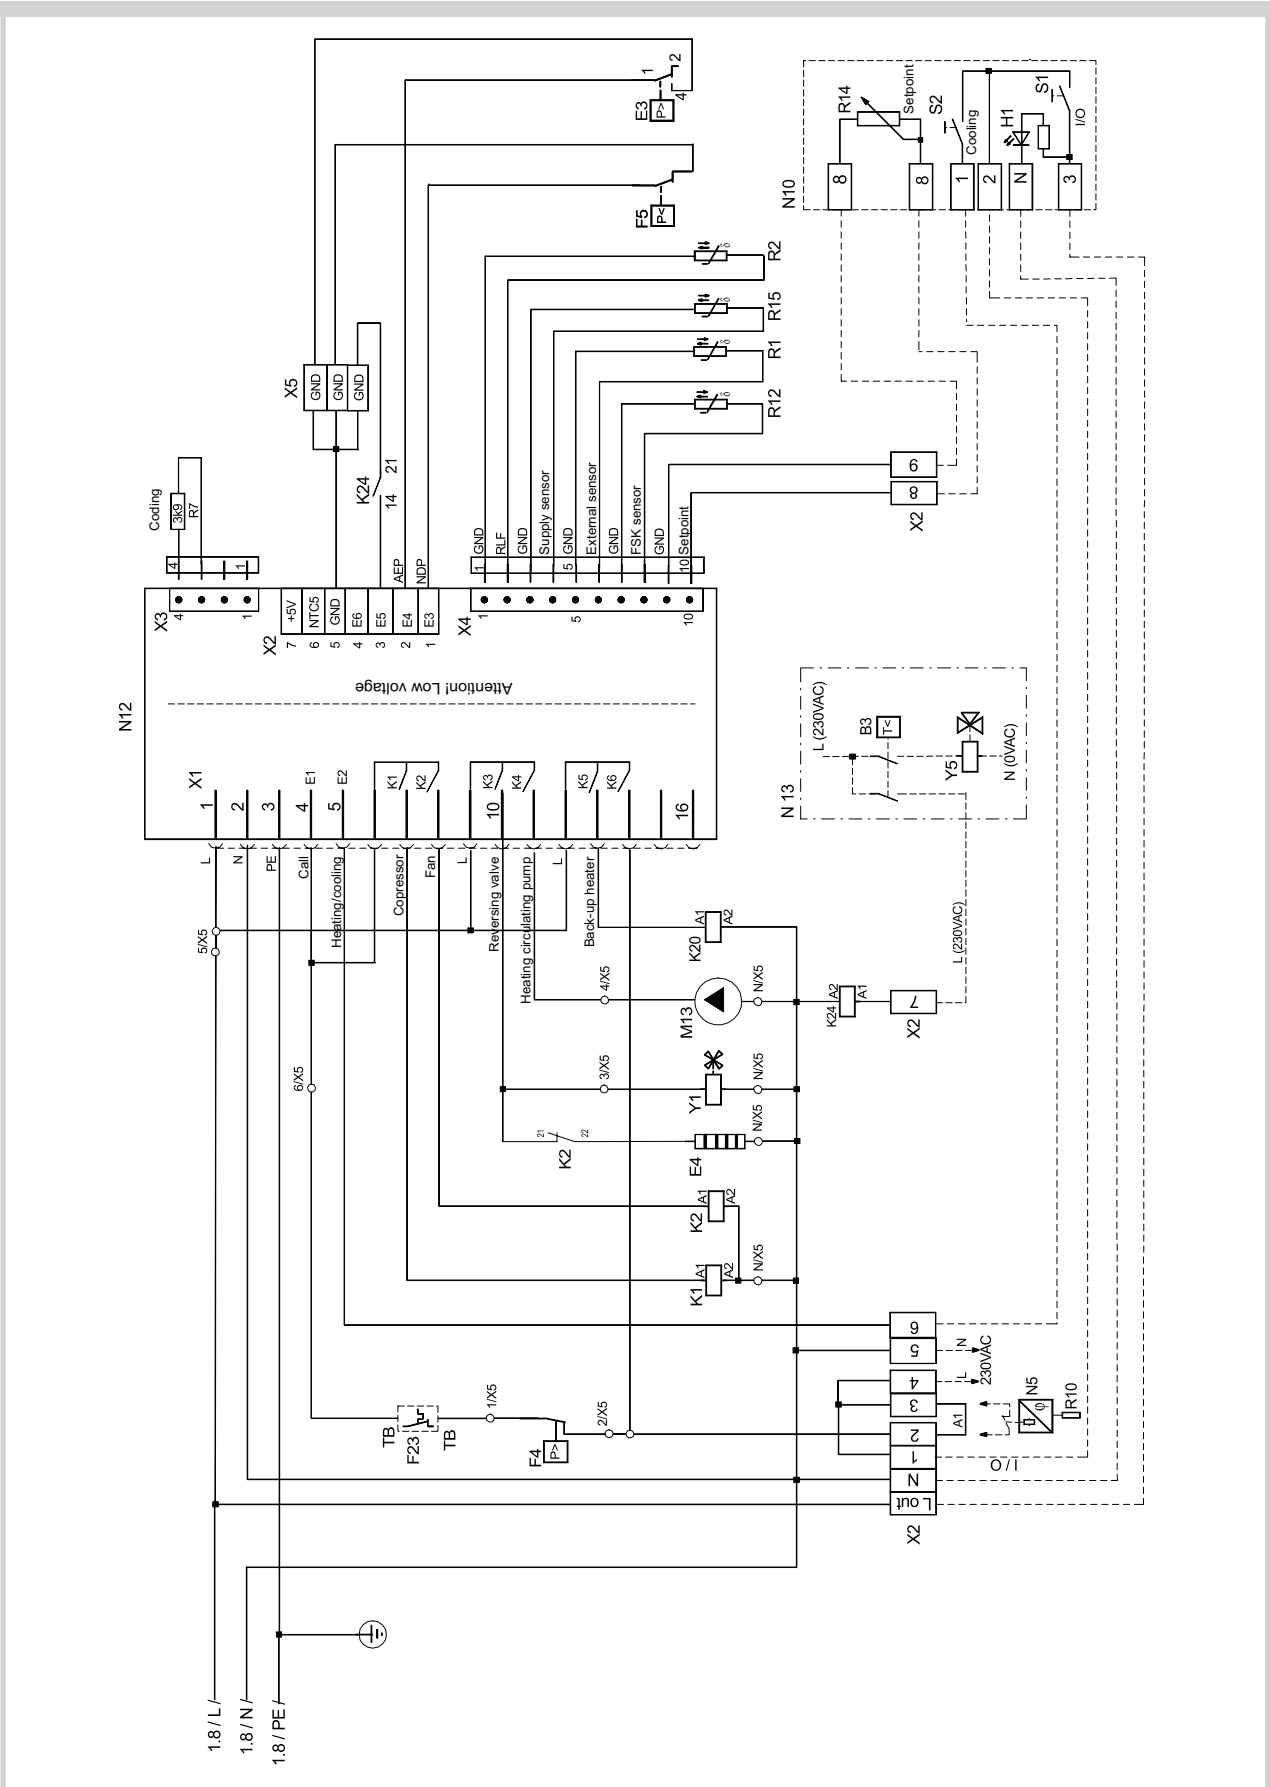 1.8 / L /
1.8 / N /
1.8 / PE /
N12
X1
1
2
3
4
5
10
16
E1
E2
K1
K2
K3
K4
K5
K6
L
N
PE
Call
Heating/cooling
Copressor
Fan
L
Reversing valve
Heating circulating pump
L
Back-up heater
Attention! Low voltage
X3
4
1
4
1
Coding
3k9
R7
X2
+5V
NTC5
GND
E6
E5
E4
E3
7
6
5
4
3
2
1
AEP
NDP
X5
GND
GND
GND
K24
14
21
X4
1
5
10
1
5
10
GND
RLF
GND
Supply sensor
GND
External sensor
GND
FSK sensor
GND
Setpoint
E3
P>
1
2
4
F5
P<
R2
δ
R15
δ
R1
δ
R12
δ
X2
9
8
N10
R14
Setpoint
S2
Cooling
H1
S1
I/O
8
8
1
2
N
3
N 13
L (230VAC)
B3
T<
Y5
N (0VAC)
L (230VAC)
5/X5
6/X5
K20
A1
A2
4/X5
M13
N/X5
K24
A2
A1
X2
7
3/X5
Y1
N/X5
21
22
K2
E4
N/X5
K2
A1
A2
K1
A1
A2
N/X5
TB
F23
TB
1/X5
F4
P>
2/X5
X2
L out
N
1
2
3
4
5
6
O / I
A1
L
N
230VAC
N5
φ
R10